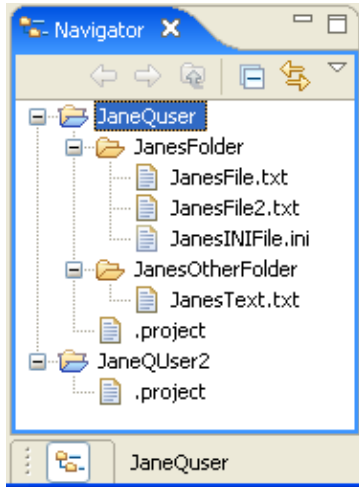 Navigator
JaneQuser
JanesFolder
JanesFile.txt
JanesFile2.txt
JanesINIFile.ini
JanesOtherFolder
JanesText.txt
.project
JaneQUser2
.project
JaneQuser